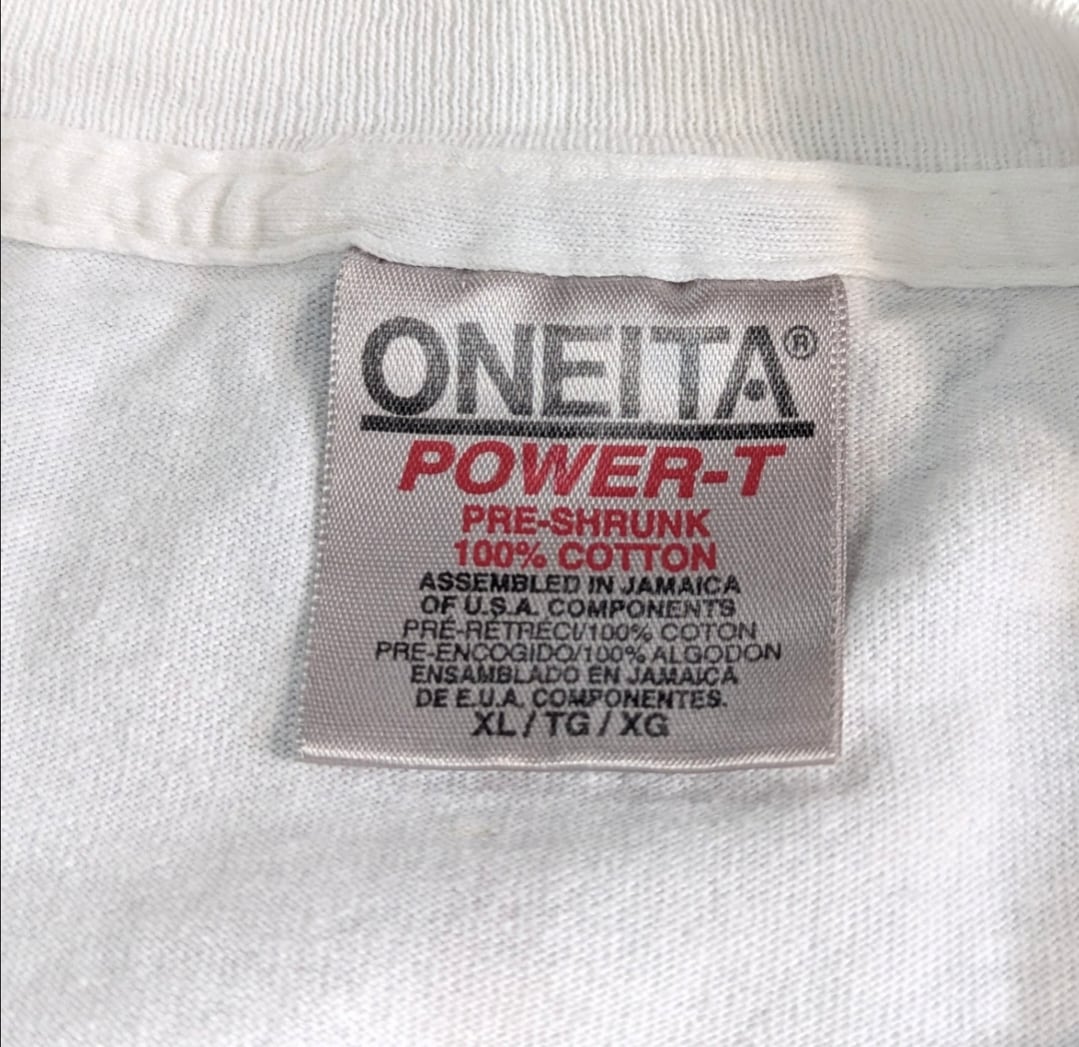 ONEITA®
POWER-T
PRE-SHRUNK
100% COTTON
ASSEMBLED IN JAMAICA
OF U.S.A. COMPONENTS
PRÉ-RÉTRÉCI/100% COTON
PRE-ENCOGIDO/100% ALGODON
ENSAMBLADO EN JAMAICA
DE E.U.A. COMPONENTES.
XL / TG / XG